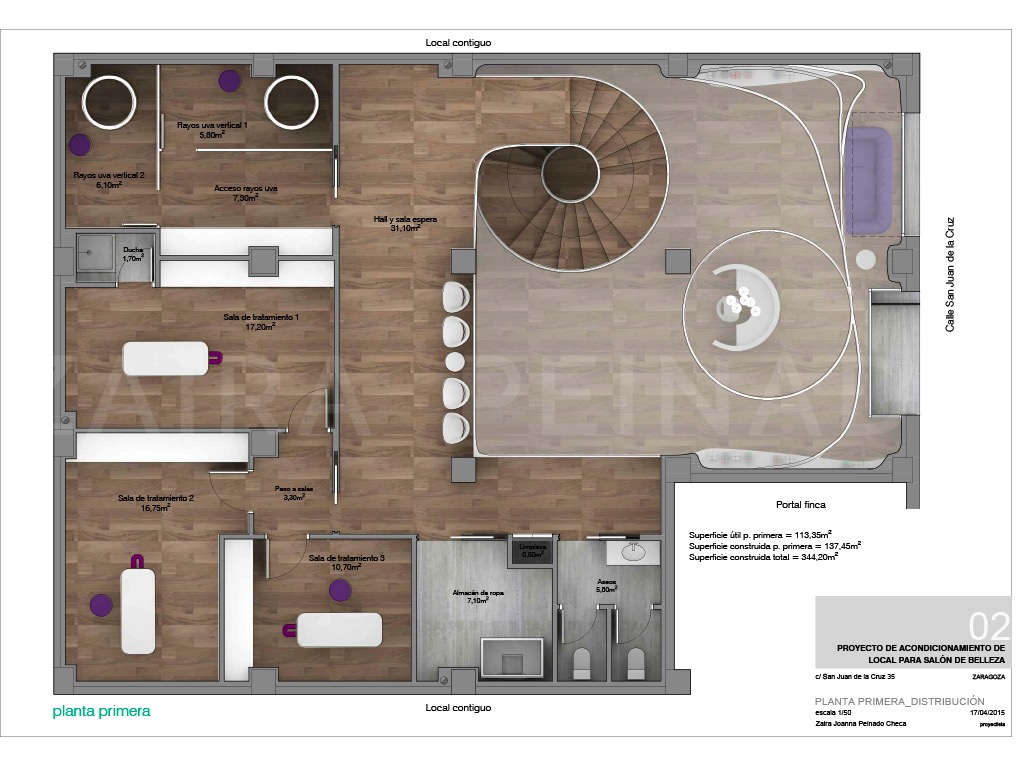 Local contiguo
Rayos uva vertical 1
5,80m²
Rayos uva vertical 2
6,10m²
Acceso rayos uva
7,30m²
Hall y sala espera
31,10m²
Ducha
1,70m²
Calle San Juan de la Cruz
Sala de tratamiento 1
17,20m²
ZAIRA PEINAD
Sala de tratamiento 2
16,75m²
Paso a salas
3,30m²
Portal finca
Superficie útil p. primera = 113,35m²
Superficie construida p. primera = 137,45m²
Superficie construida total = 344,20m²
Sala de tratamiento 3
10,70m²
Limpieza
0,50m²
Almacén de ropa
7,10m²
Aseos
5,80m²
02
PROYECTO DE ACONDICIONAMIENTO DE
LOCAL PARA SALÓN DE BELLEZA
c/ San Juan de la Cruz 35
ZARAGOZA
PLANTA PRIMERA_DISTRIBUCIÓN
escala 1/50
17/04/2015
Zaira Joanna Peinado Checa
proyectista
planta primera
Local contiguo